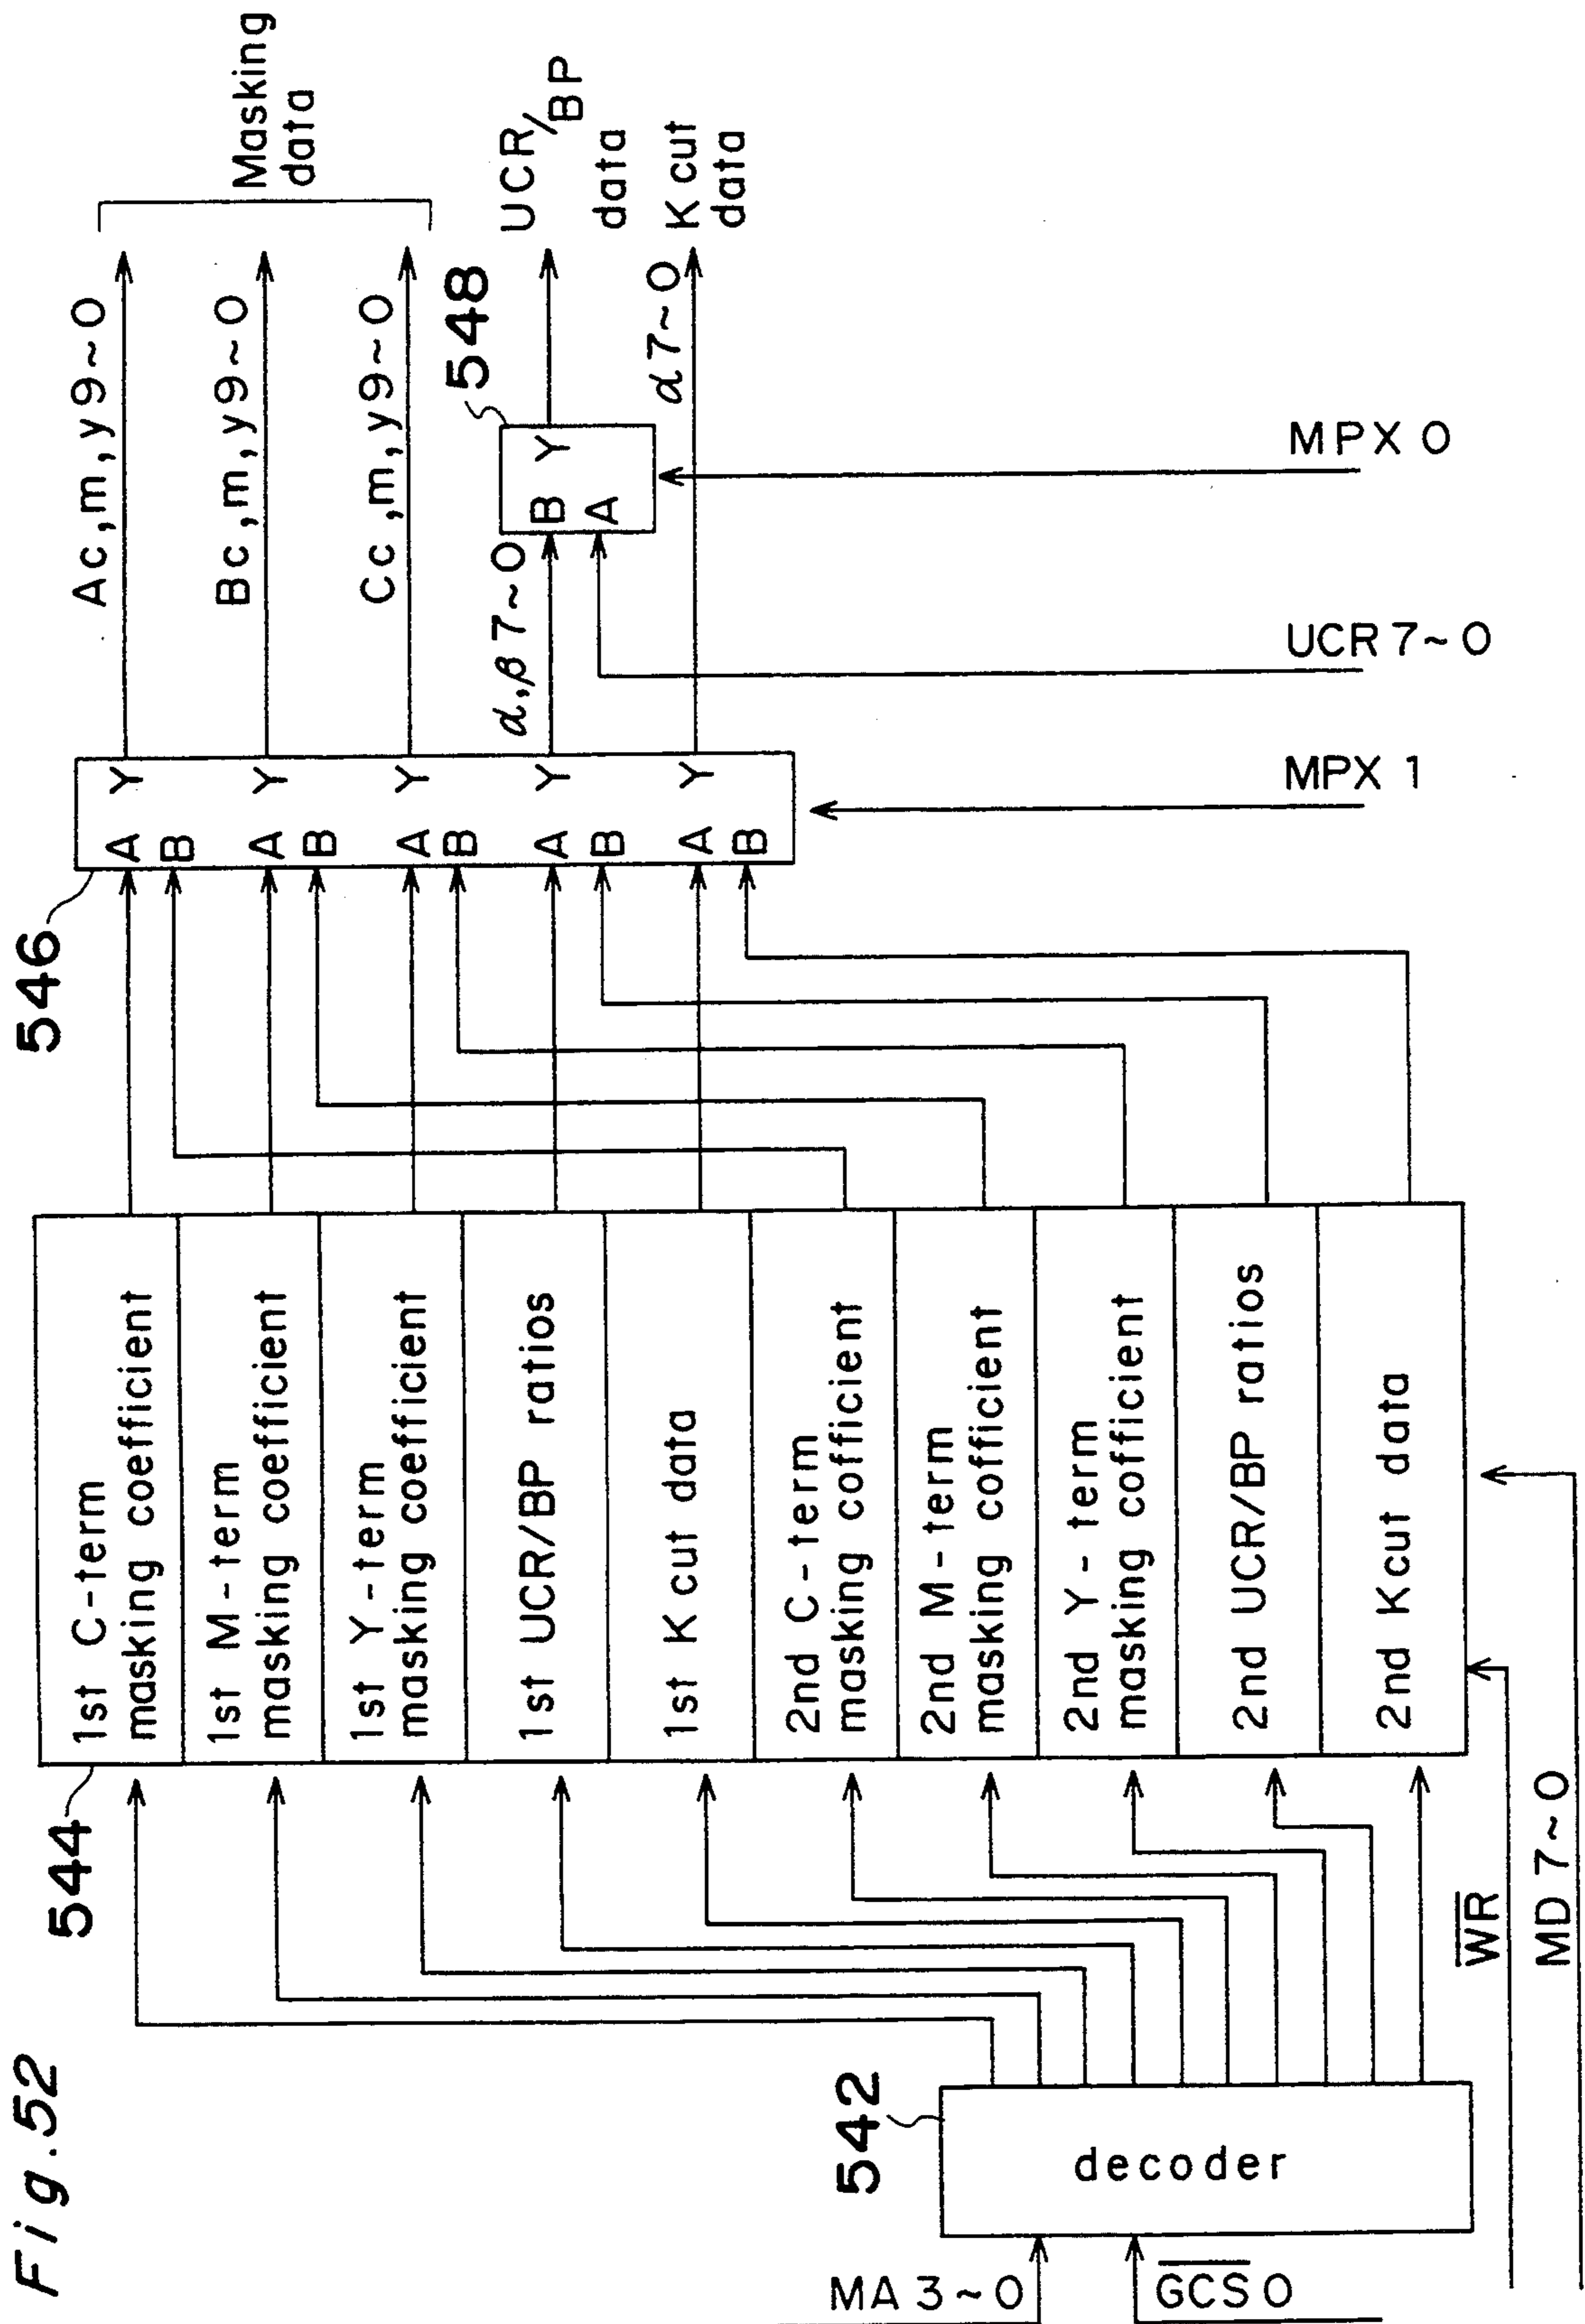 Fig.52
542
decoder
MA 3~0
G̅C̅S̅ 0
W̅R̅
MD 7~0
544
1st C-term
masking coefficient
1st M-term
masking coefficient
1st Y-term
masking coefficient
1st UCR/BP ratios
1st K cut data
2nd C-term
masking cofficient
2nd M-term
masking cofficient
2nd Y-term
masking cofficient
2nd UCR/BP ratios
2nd Kcut data
546
A Y
B
A Y
B
A Y
B
A Y
B
A Y
B
MPX 1
UCR 7~0
MPX 0
Ac,m,y9~0
Bc,m,y9~0
Cc,m,y9~0
α,β7~0
548
B Y
A
α7~0
Masking
data
UCR/BP
data
K cut
data